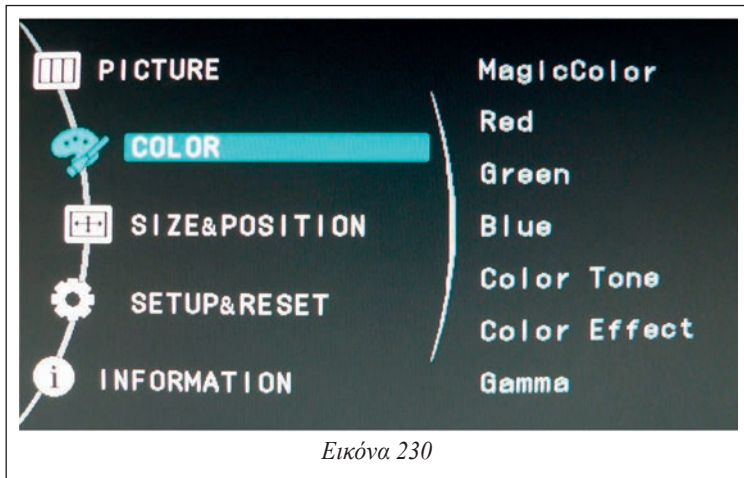 PICTURE
COLOR
SIZE&POSITION
SETUP&RESET
INFORMATION
MagicColor
Red
Green
Blue
Color Tone
Color Effect
Gamma
Εικόνα 230